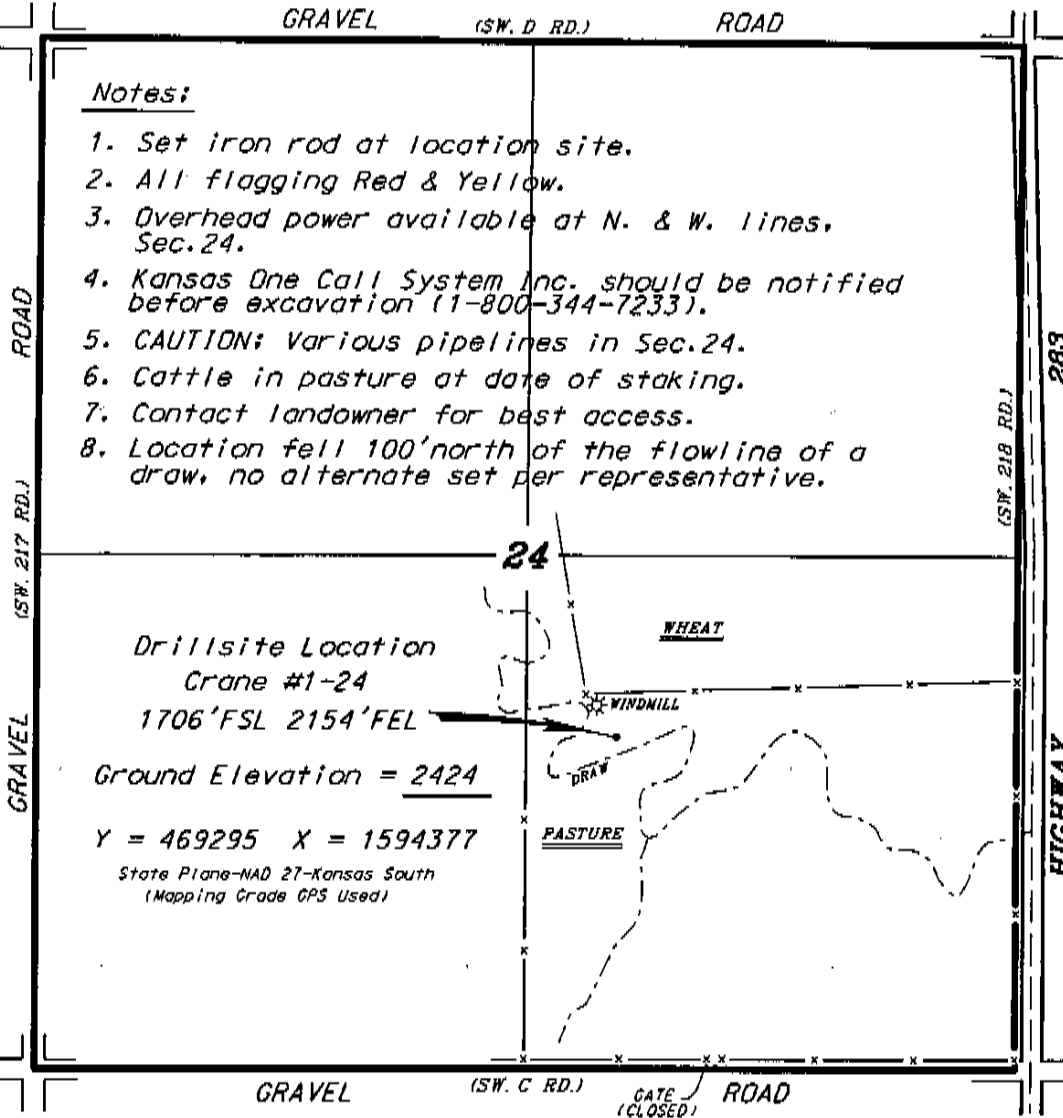 GRAVEL (SW. D RD.) ROAD
Notes:
1. Set iron rod at location site.
2. All flagging Red & Yellow.
3. Overhead power available at N. & W. lines,
Sec.24.
4. Kansas One Call System Inc. should be notified
before excavation (1-800-344-7233).
5. CAUTION: Various pipelines in Sec.24.
6. Cattle in pasture at date of staking.
7. Contact landowner for best access.
8. Location fell 100' north of the flowline of a
draw, no alternate set per representative.
GRAVEL (SW. 217 RD.) ROAD
(SW. 218 RD.)
HIGHWAY 283
24
WHEAT
Drillsite Location
Crane #1-24
1706'FSL 2154'FEL
WINDMILL
DRAW
Ground Elevation = 2424
PASTURE
Y = 469295 X = 1594377
State Plane-NAD 27-Kansas South
(Mapping Grade GPS Used)
GRAVEL (SW. C RD.) ROAD
GATE
(CLOSED)